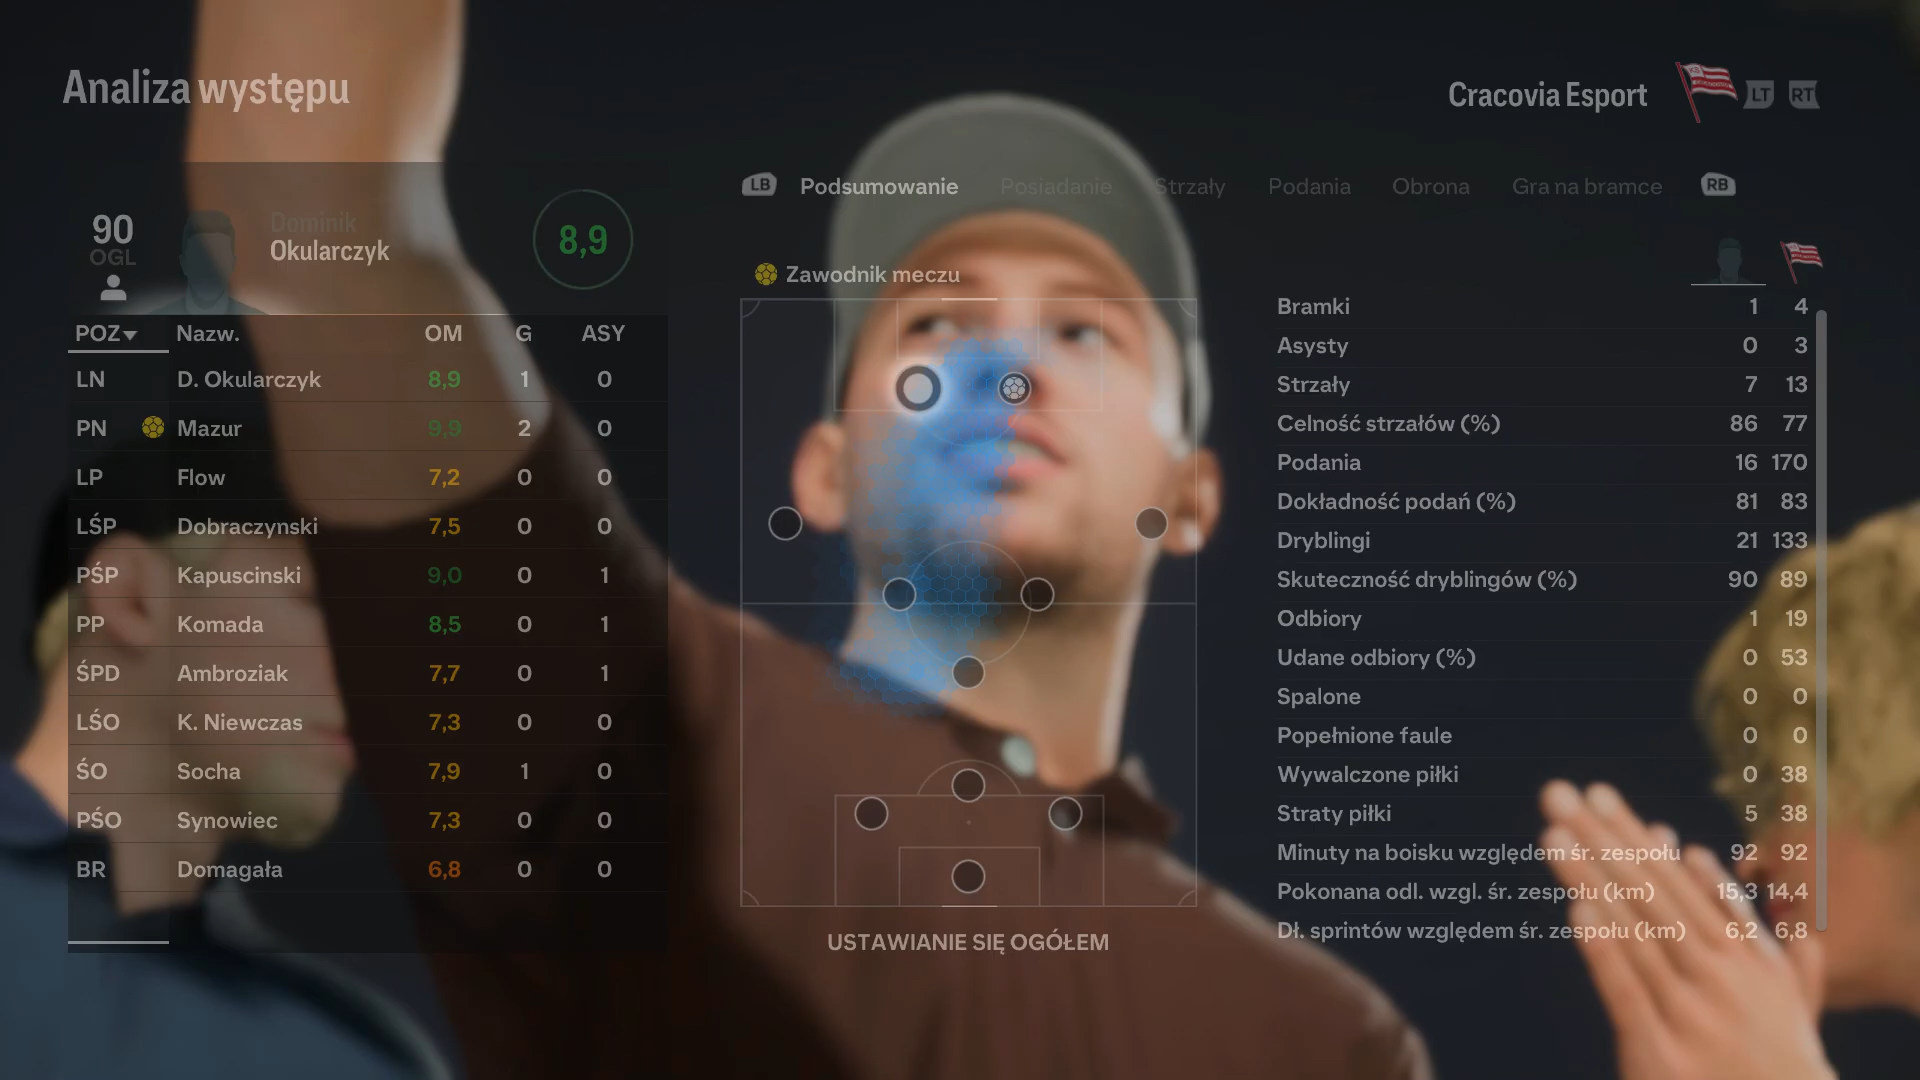 Analiza występu
Cracovia Esport
LT RT
LB Podsumowanie Posiadanie Strzały Podania Obrona Gra na bramce RB
90
OGL
Dominik
Okularczyk
8,9
Zawodnik meczu
POZ Nazw. OM G ASY
LN D. Okularczyk 8,9 1 0
PN Mazur 9,9 2 0
LP Flow 7,2 0 0
LŚP Dobraczynski 7,5 0 0
PŚP Kapuscinski 9,0 0 1
PP Komada 8,5 0 1
ŚPD Ambroziak 7,7 0 1
LŚO K. Niewczas 7,3 0 0
ŚO Socha 7,9 1 0
PŚO Synowiec 7,3 0 0
BR Domagała 6,8 0 0
USTAWIANIE SIĘ OGÓŁEM
Bramki 1 4
Asysty 0 3
Strzały 7 13
Celność strzałów (%) 86 77
Podania 16 170
Dokładność podań (%) 81 83
Dryblingi 21 133
Skuteczność dryblingów (%) 90 89
Odbiory 1 19
Udane odbiory (%) 0 53
Spalone 0 0
Popełnione faule 0 0
Wywalczone piłki 0 38
Straty piłki 5 38
Minuty na boisku względem śr. zespołu 92 92
Pokonana odl. wzgl. śr. zespołu (km) 15,3 14,4
Dł. sprintów względem śr. zespołu (km) 6,2 6,8